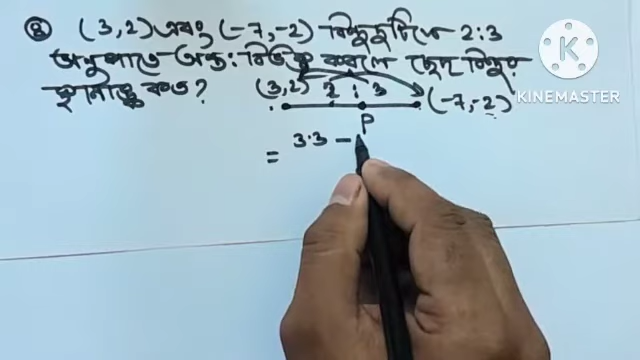 ④ (3,2) এবং (-7,-2) বিন্দুদ্বয়কে 2:3
অনুপাতে অন্ত:বিভক্ত করলে ছেদ বিন্দুর
স্থানাঙ্ক কত?
(3,2) 2 : 3 (-7,-2)
P
= 3·3 -
KINEMASTER